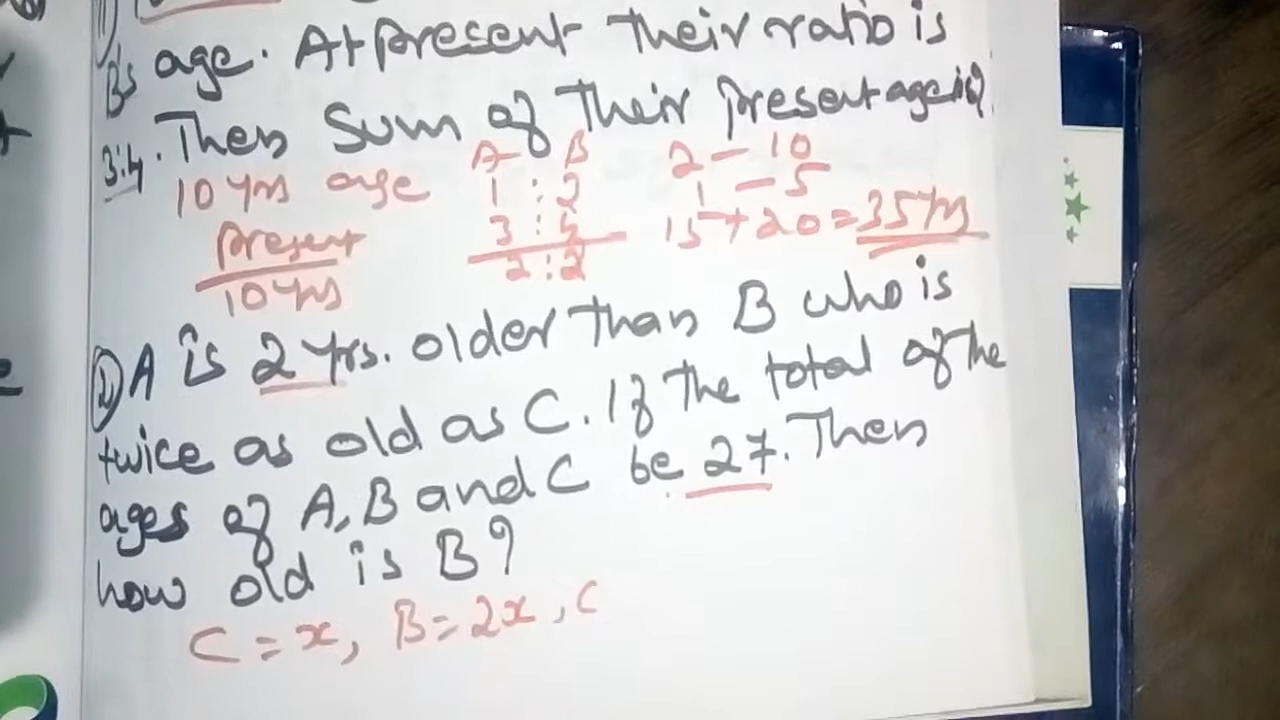 B's age. At present their ratio is
3:4. Then Sum of Their present age is?
10 yrs age A B 2 - 10
1 : 2 1 - 5
present 3 : 4 15 + 20 = 35 yrs
10 yrs 2 : 2
2) A is 2 yrs. older than B who is
twice as old as C. If the total of the
ages of A, B and C be 27. Then
how old is B?
C = x, B = 2x, C